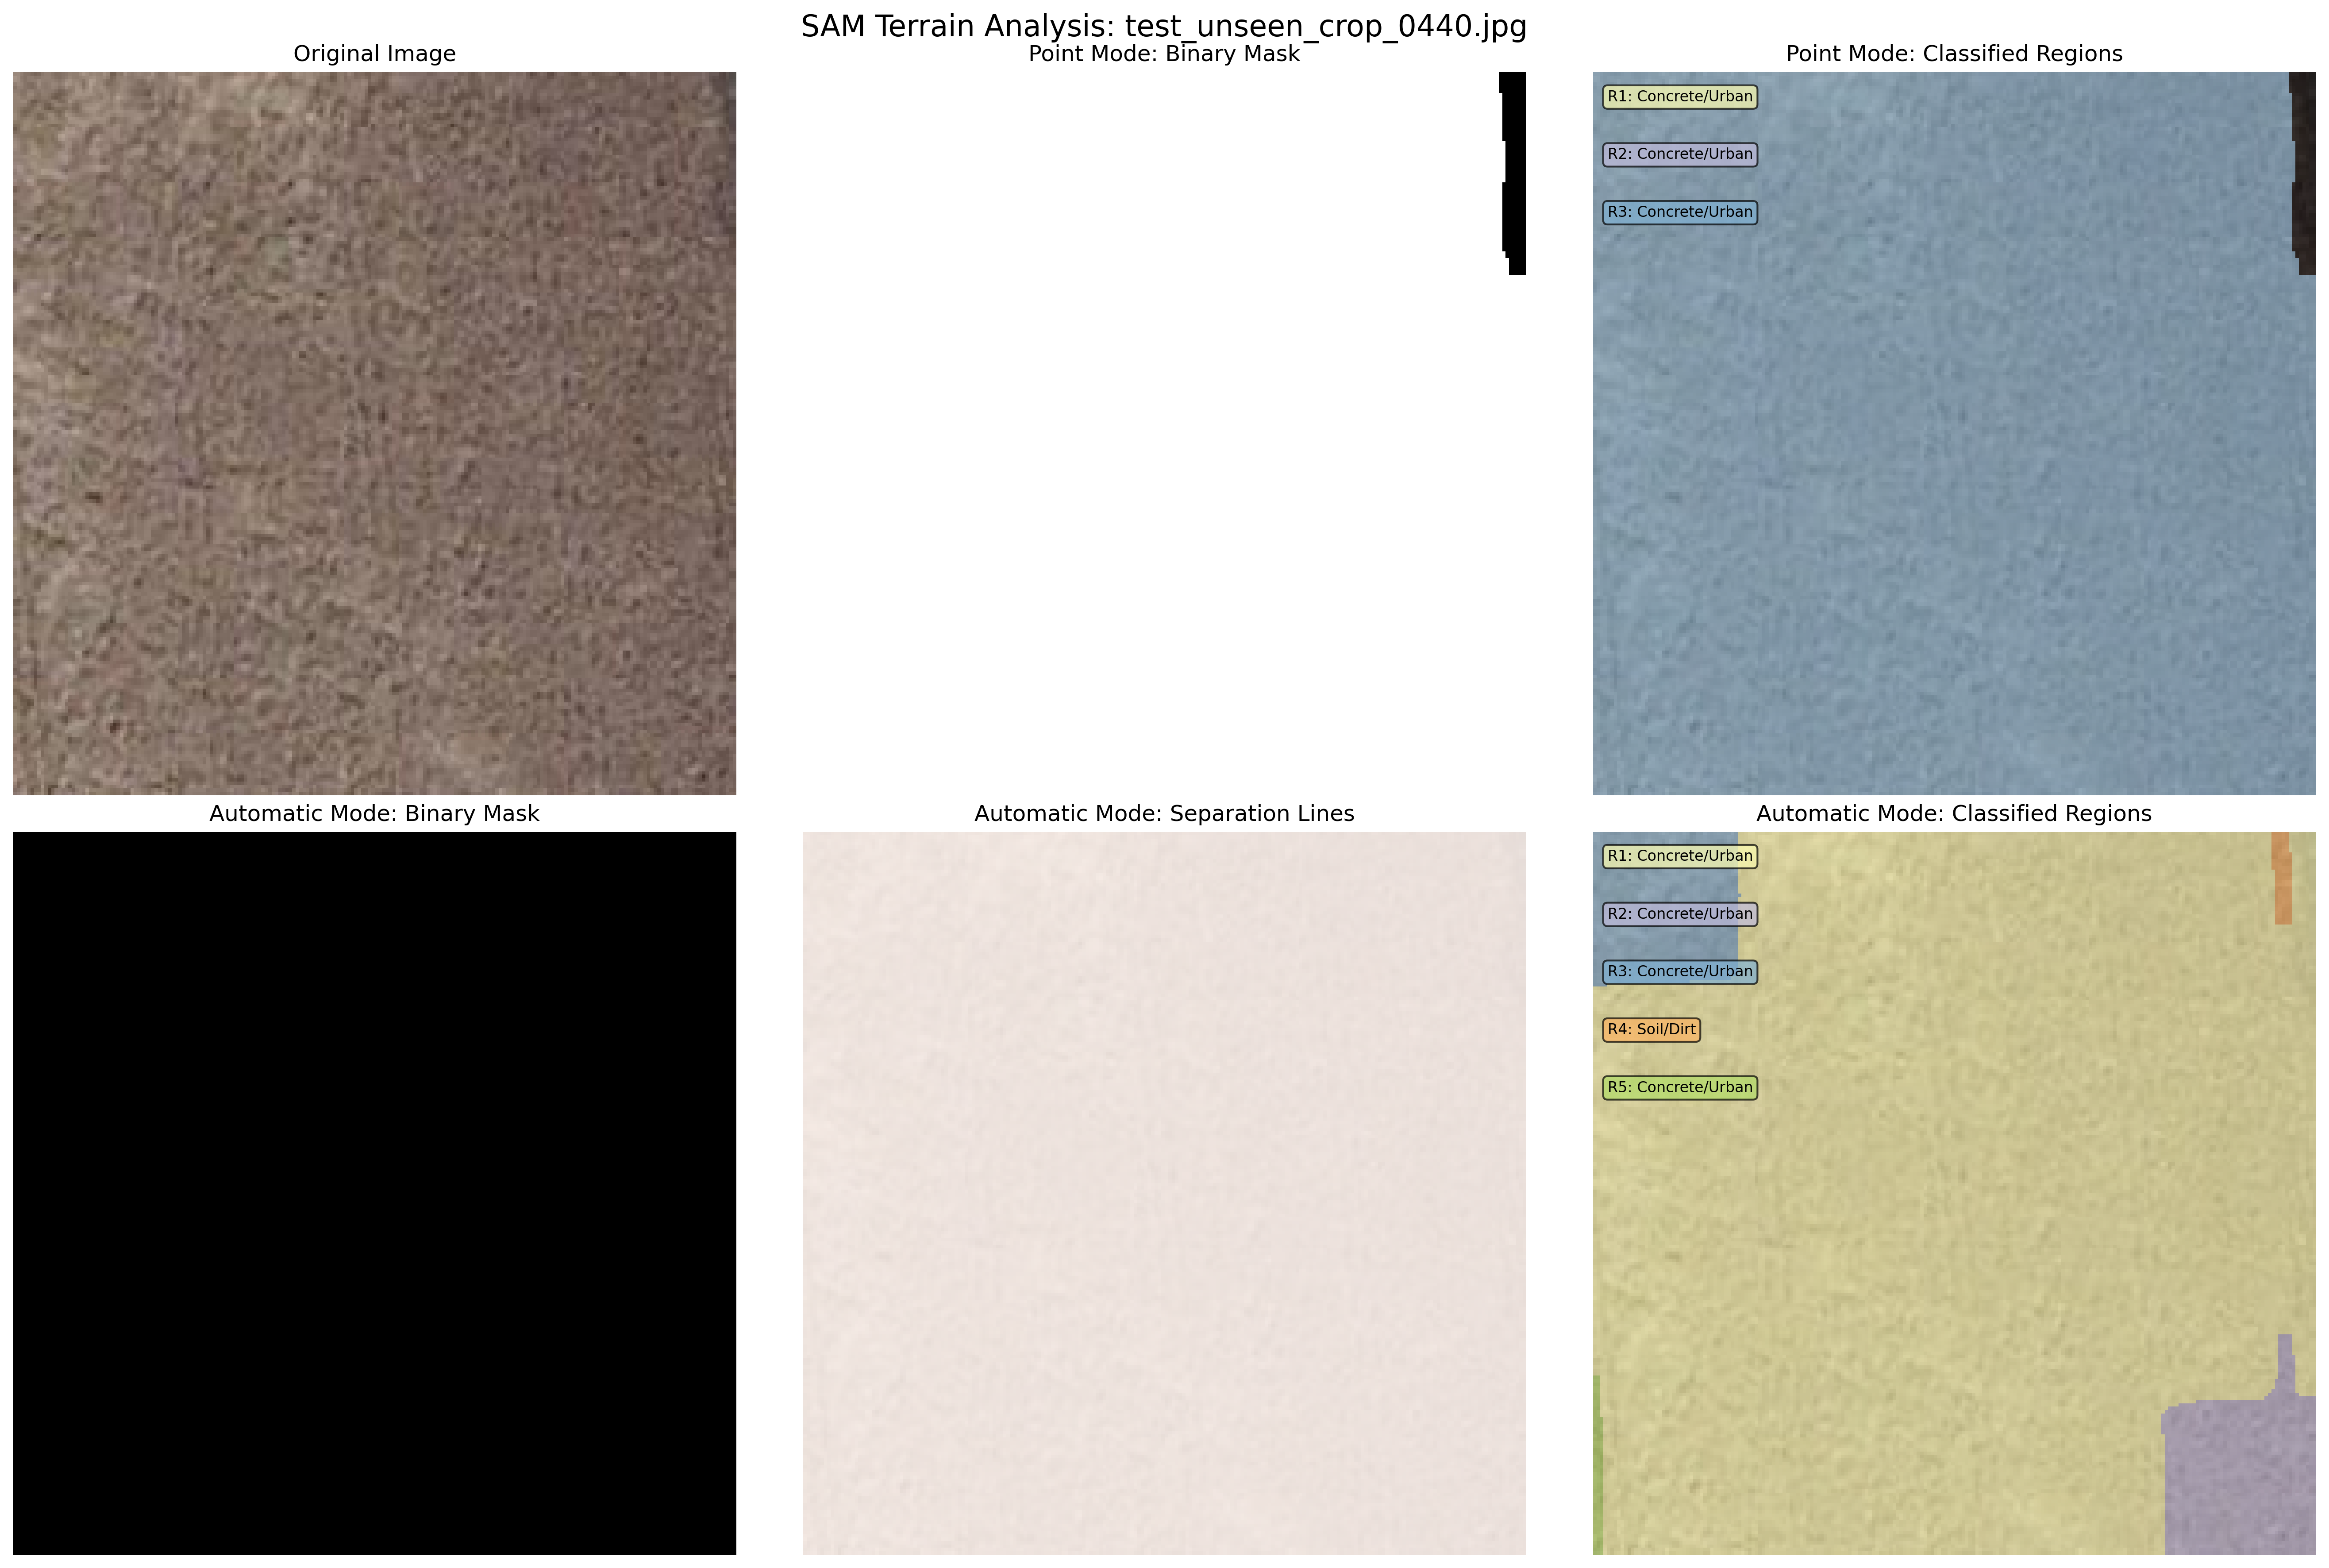 SAM Terrain Analysis: test_unseen_crop_0440.jpg
Original Image
Point Mode: Binary Mask
Point Mode: Classified Regions
R1: Concrete/Urban
R2: Concrete/Urban
R3: Concrete/Urban
Automatic Mode: Binary Mask
Automatic Mode: Separation Lines
Automatic Mode: Classified Regions
R1: Concrete/Urban
R2: Concrete/Urban
R3: Concrete/Urban
R4: Soil/Dirt
R5: Concrete/Urban